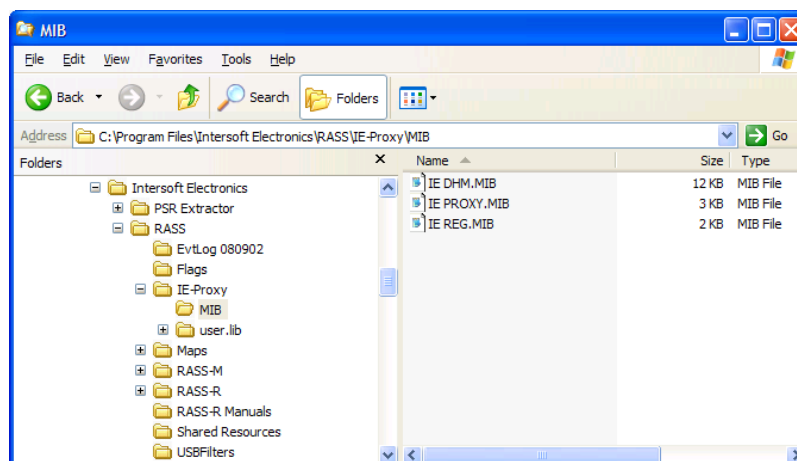 MIB
File Edit View Favorites Tools Help
Back Search Folders
Address C:\Program Files\Intersoft Electronics\RASS\IE-Proxy\MIB Go
Folders x Name Size Type
Intersoft Electronics IE DHM.MIB 12 KB MIB File
PSR Extractor IE PROXY.MIB 3 KB MIB File
RASS IE REG.MIB 2 KB MIB File
EvtLog 080902
Flags
IE-Proxy
MIB
user.lib
Maps
RASS-M
RASS-R
RASS-R Manuals
Shared Resources
USBFilters